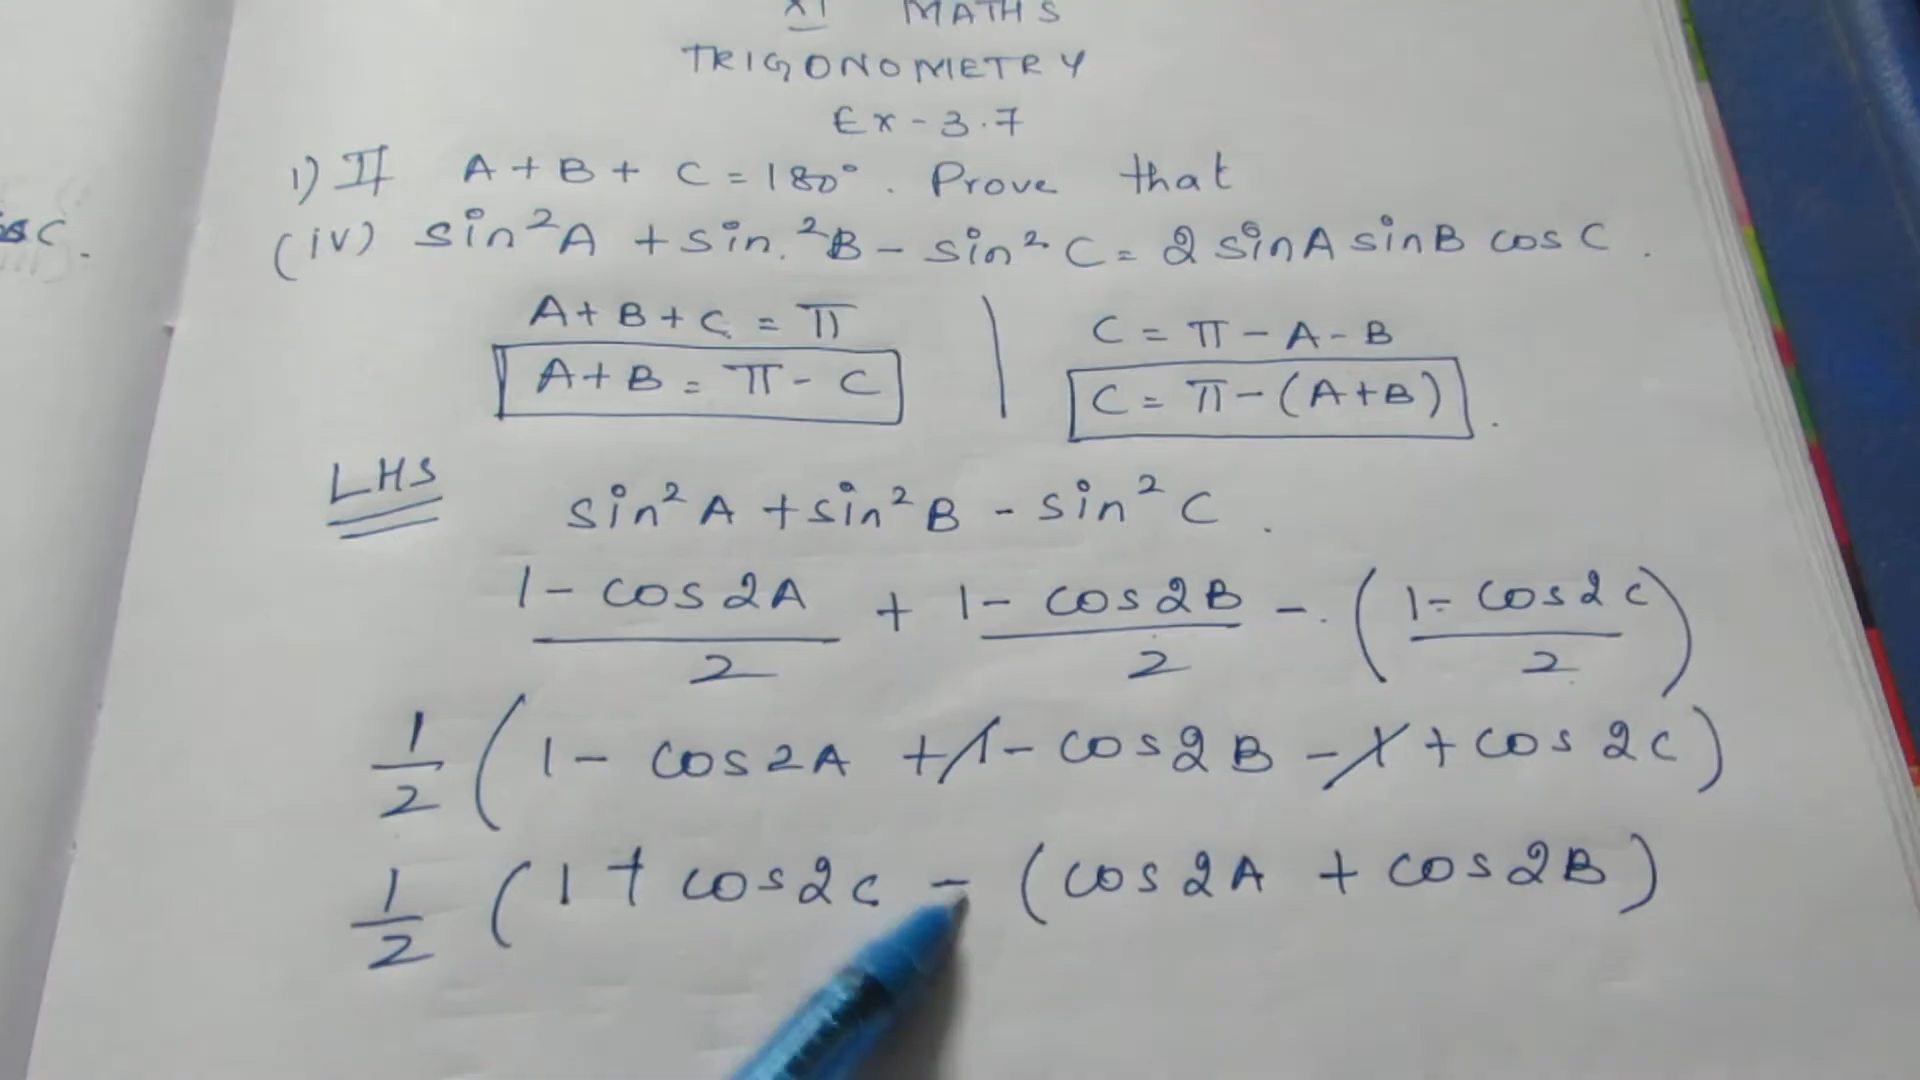 XI MATHS
TRIGONOMETRY
Ex - 3.7
1) If A + B + C = 180°. Prove that
(iv) sin²A + sin²B - sin²C = 2 sinA sinB cosC.
A + B + C = π
A + B = π - C
C = π - A - B
C = π - (A+B).
LHS
sin²A + sin²B - sin²C.
1 - cos2A / 2 + 1 - cos2B / 2 - (1 - cos2C / 2)
1/2 (1 - cos2A + 1 - cos2B - 1 + cos2C)
1/2 (1 + cos2C - (cos2A + cos2B)